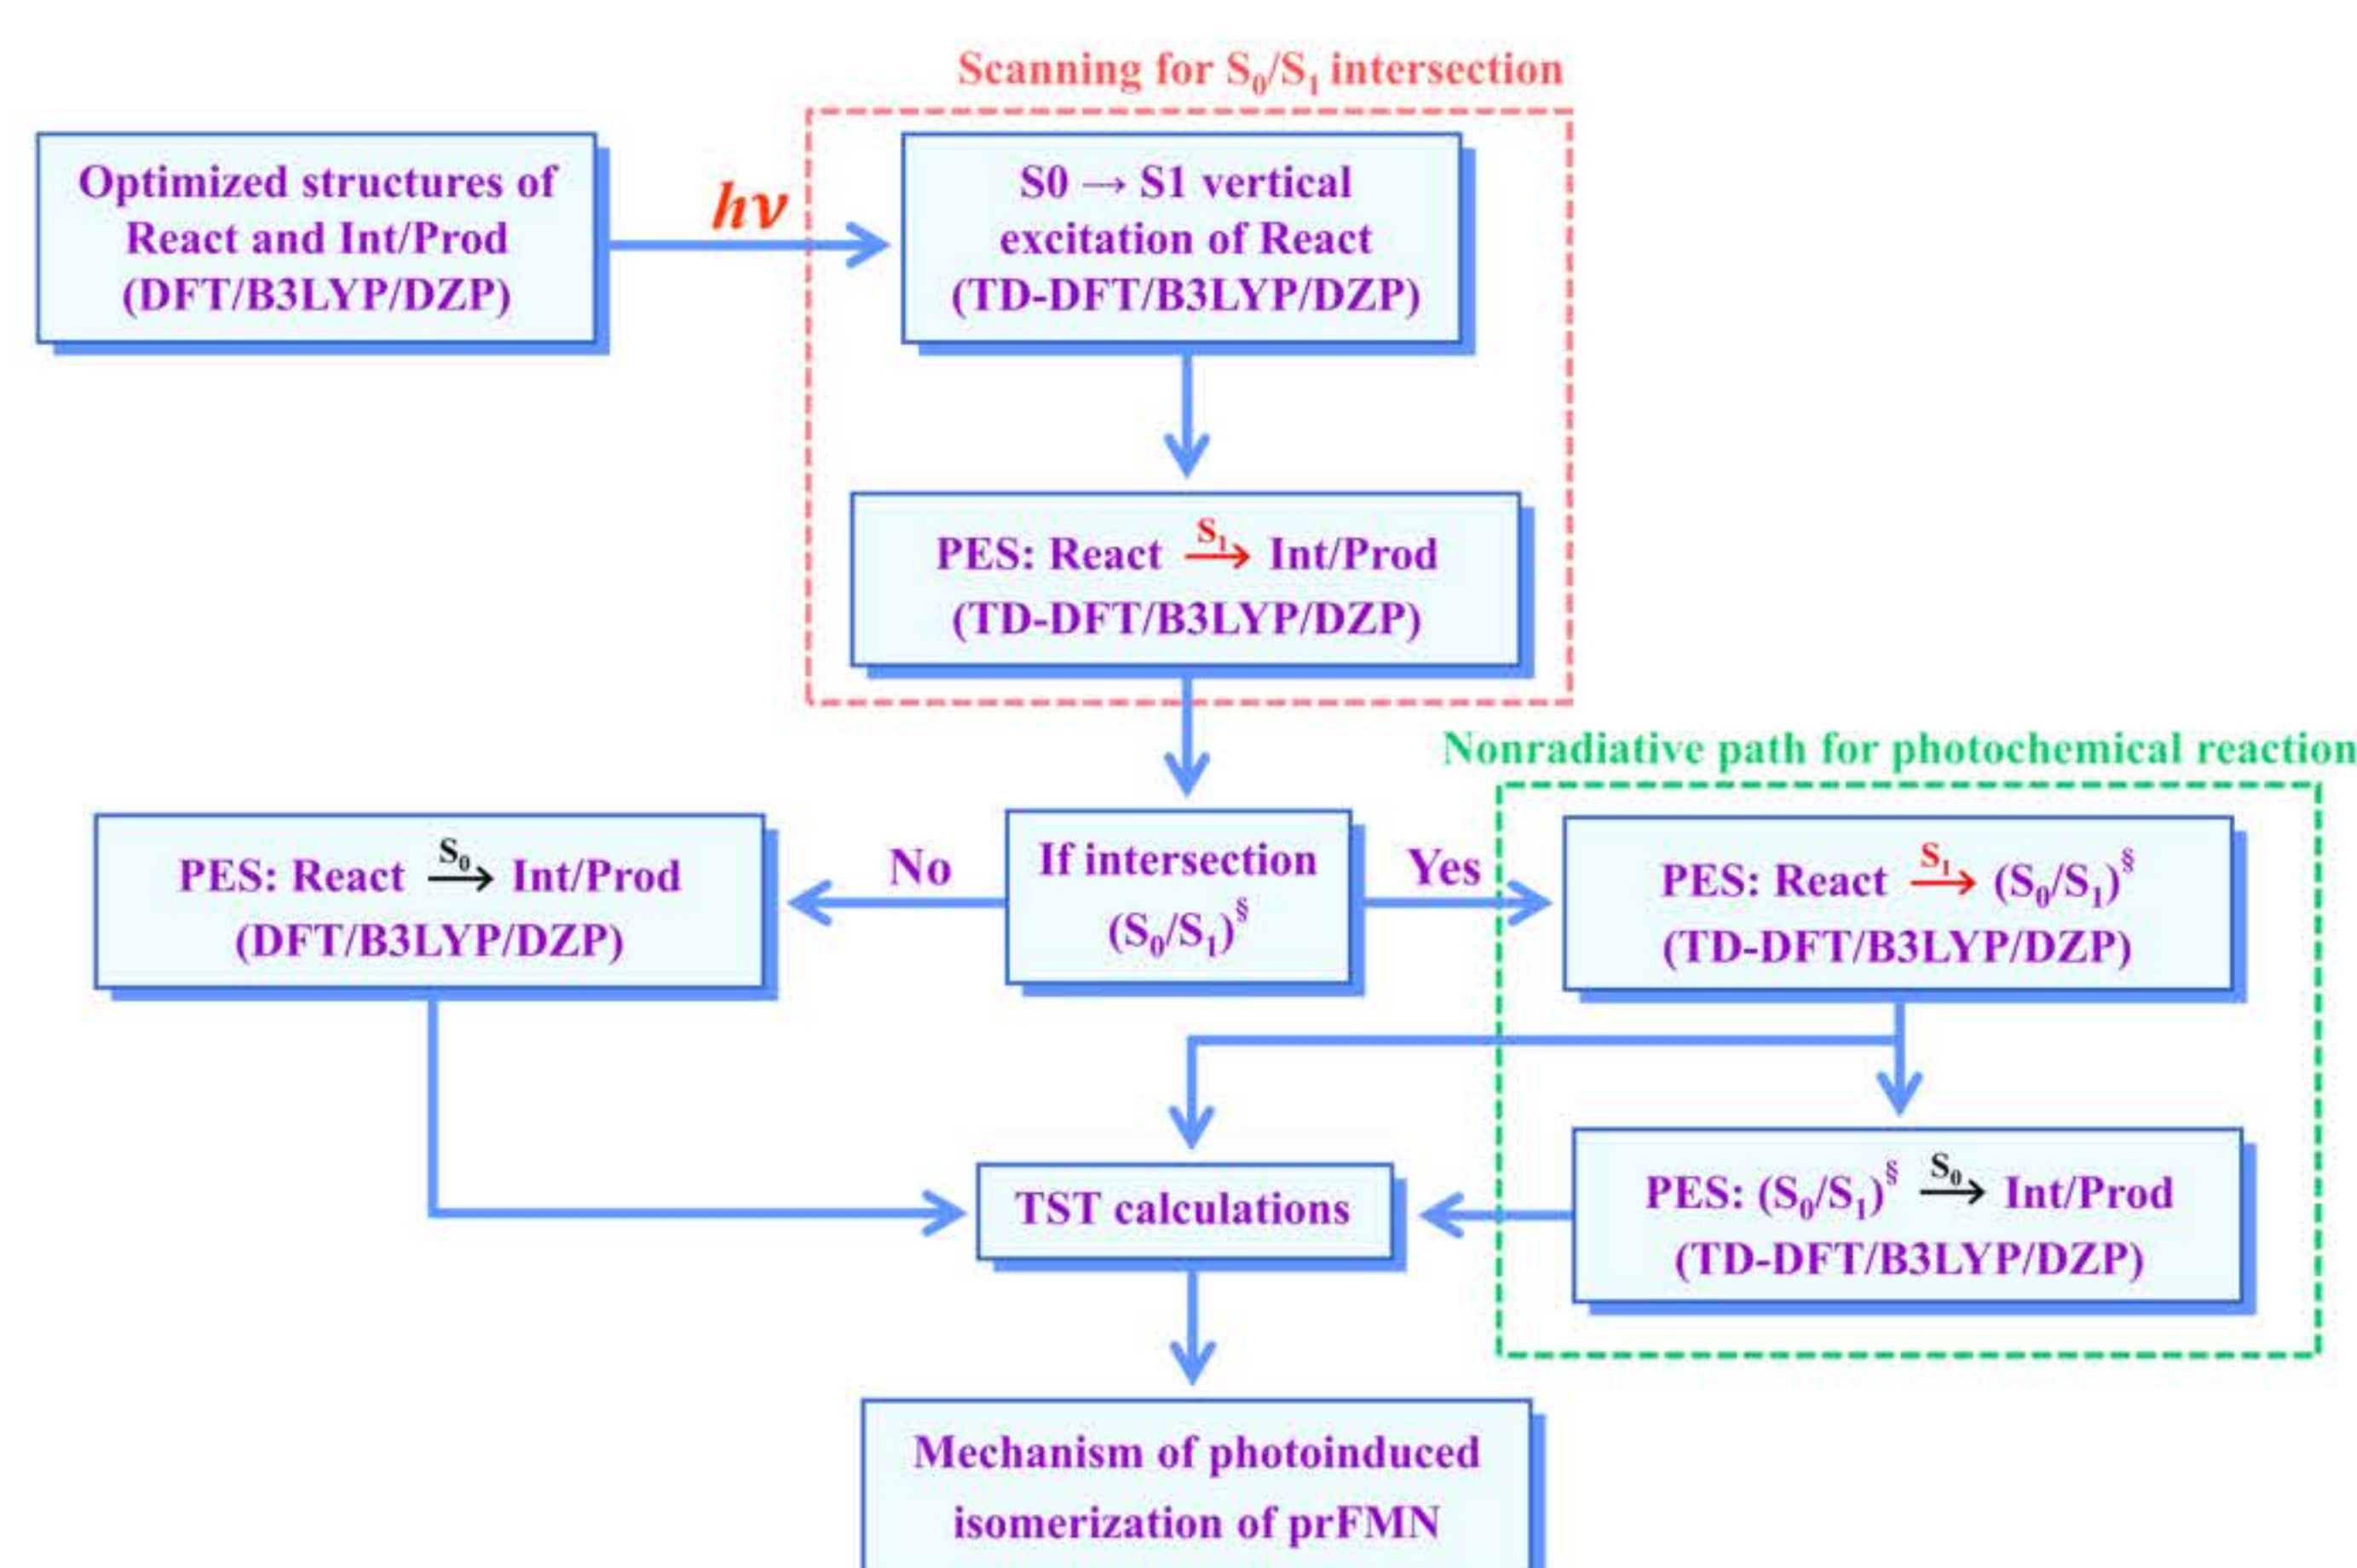 Scanning for S₀/S₁ intersection
Optimized structures of
React and Int/Prod
(DFT/B3LYP/DZP)
hν
S0 → S1 vertical
excitation of React
(TD-DFT/B3LYP/DZP)
PES: React S₁→ Int/Prod
(TD-DFT/B3LYP/DZP)
Nonradiative path for photochemical reaction
PES: React S₀→ Int/Prod
(DFT/B3LYP/DZP)
No
If intersection
(S₀/S₁)§
Yes
PES: React S₁→ (S₀/S₁)§
(TD-DFT/B3LYP/DZP)
TST calculations
PES: (S₀/S₁)§ S₀→ Int/Prod
(TD-DFT/B3LYP/DZP)
Mechanism of photoinduced
isomerization of prFMN